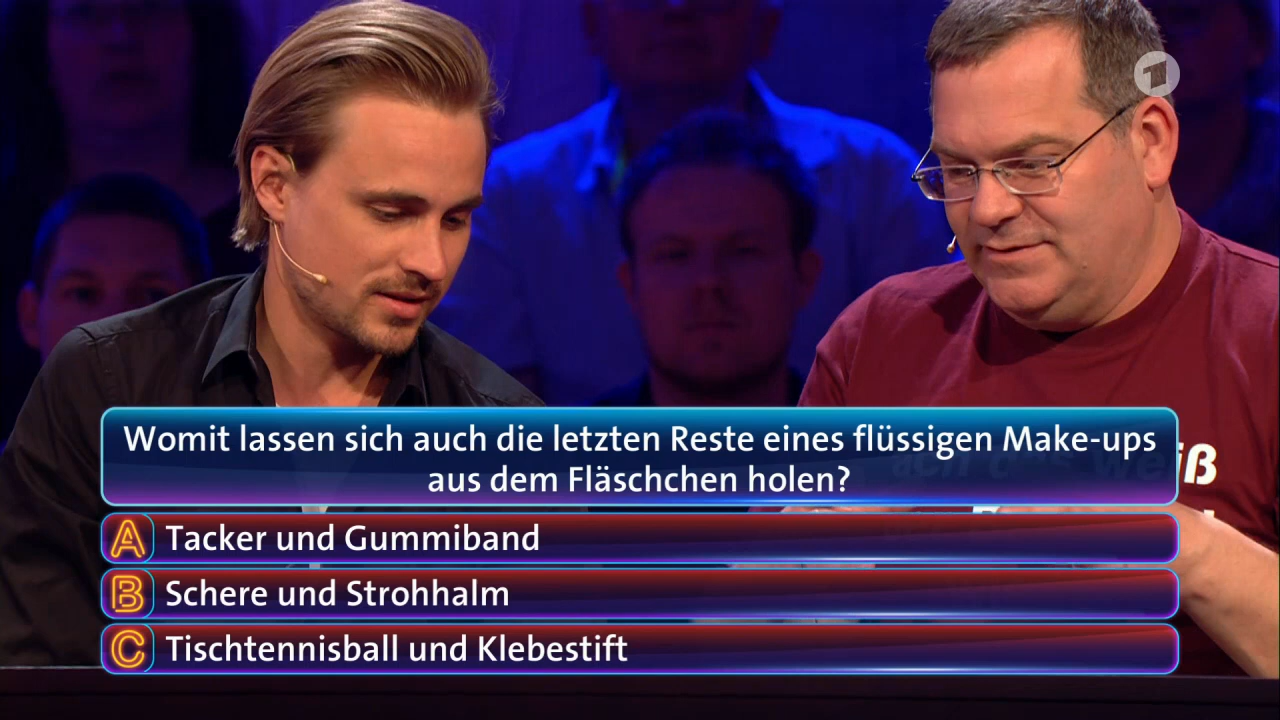 Womit lassen sich auch die letzten Reste eines flüssigen Make-ups
aus dem Fläschchen holen?
A Tacker und Gummiband
B Schere und Strohhalm
C Tischtennisball und Klebestift